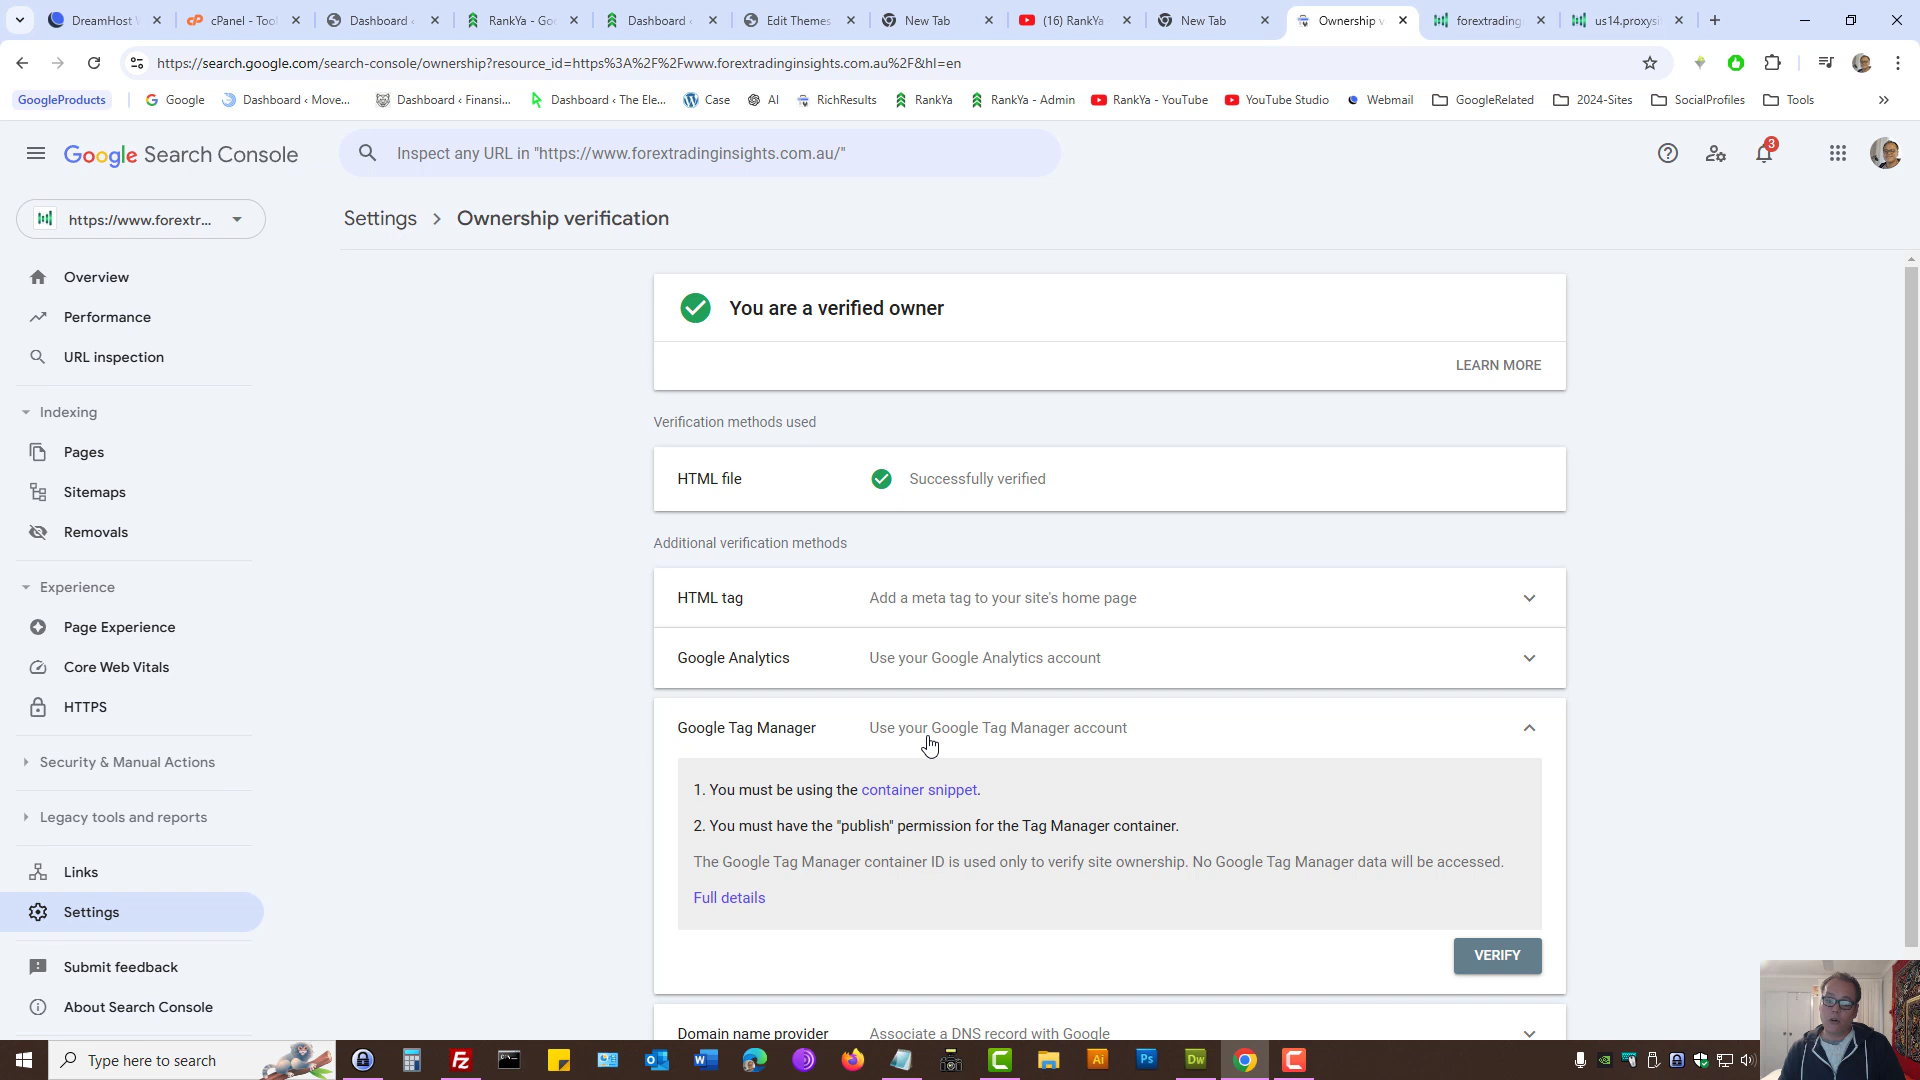 DreamHost
cPanel - Too
Dashboard
RankYa - Go
Dashboard
Edit Themes
New Tab
(16) RankYa
New Tab
Ownership v
forextrading
us14.proxysi
https://search.google.com/search-console/ownership?resource_id=https%3A%2F%2Fwww.forextradinginsights.com.au%2F&hl=en
GoogleProducts
Google
Dashboard ‹ Move...
Dashboard ‹ Finansi...
Dashboard ‹ The Ele...
Case
AI
RichResults
RankYa
RankYa - Admin
RankYa - YouTube
YouTube Studio
Webmail
GoogleRelated
2024-Sites
SocialProfiles
Tools
Google Search Console
Inspect any URL in "https://www.forextradinginsights.com.au/"
3
https://www.forextr...
Settings
Ownership verification
Overview
Performance
URL inspection
Indexing
Pages
Sitemaps
Removals
Experience
Page Experience
Core Web Vitals
HTTPS
Security & Manual Actions
Legacy tools and reports
Links
Settings
Submit feedback
About Search Console
You are a verified owner
LEARN MORE
Verification methods used
HTML file
Successfully verified
Additional verification methods
HTML tag
Add a meta tag to your site's home page
Google Analytics
Use your Google Analytics account
Google Tag Manager
Use your Google Tag Manager account
1. You must be using the container snippet.
2. You must have the "publish" permission for the Tag Manager container.
The Google Tag Manager container ID is used only to verify site ownership. No Google Tag Manager data will be accessed.
Full details
VERIFY
Domain name provider
Associate a DNS record with Google
Type here to search
Fz
W
Ai
Ps
Dw